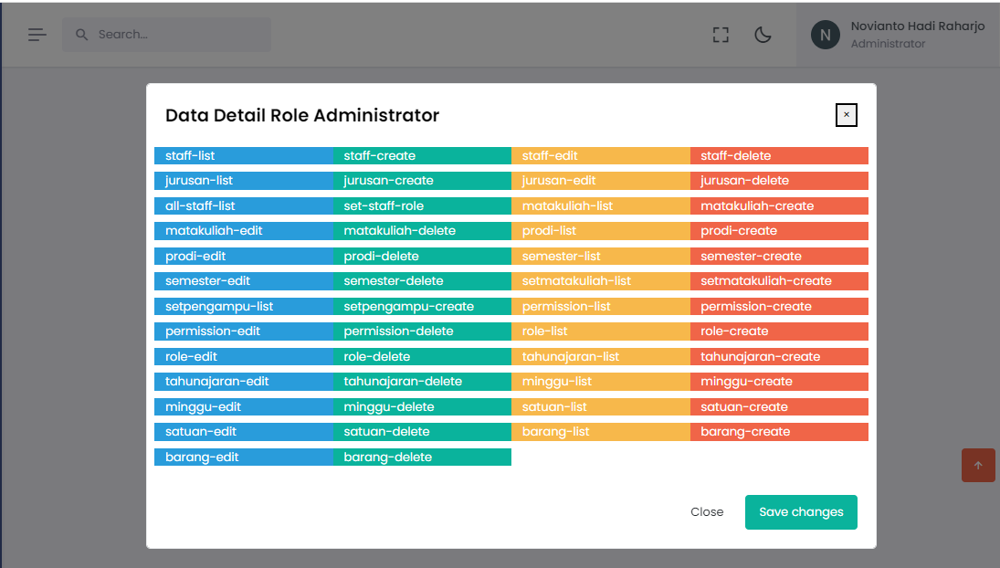 Search...
Novianto Hadi Raharjo
Administrator
N
Data Detail Role Administrator
×
staff-list staff-create staff-edit staff-delete
jurusan-list jurusan-create jurusan-edit jurusan-delete
all-staff-list set-staff-role matakuliah-list matakuliah-create
matakuliah-edit matakuliah-delete prodi-list prodi-create
prodi-edit prodi-delete semester-list semester-create
semester-edit semester-delete setmatakuliah-list setmatakuliah-create
setpengampu-list setpengampu-create permission-list permission-create
permission-edit permission-delete role-list role-create
role-edit role-delete tahunajaran-list tahunajaran-create
tahunajaran-edit tahunajaran-delete minggu-list minggu-create
minggu-edit minggu-delete satuan-list satuan-create
satuan-edit satuan-delete barang-list barang-create
barang-edit barang-delete
Close Save changes